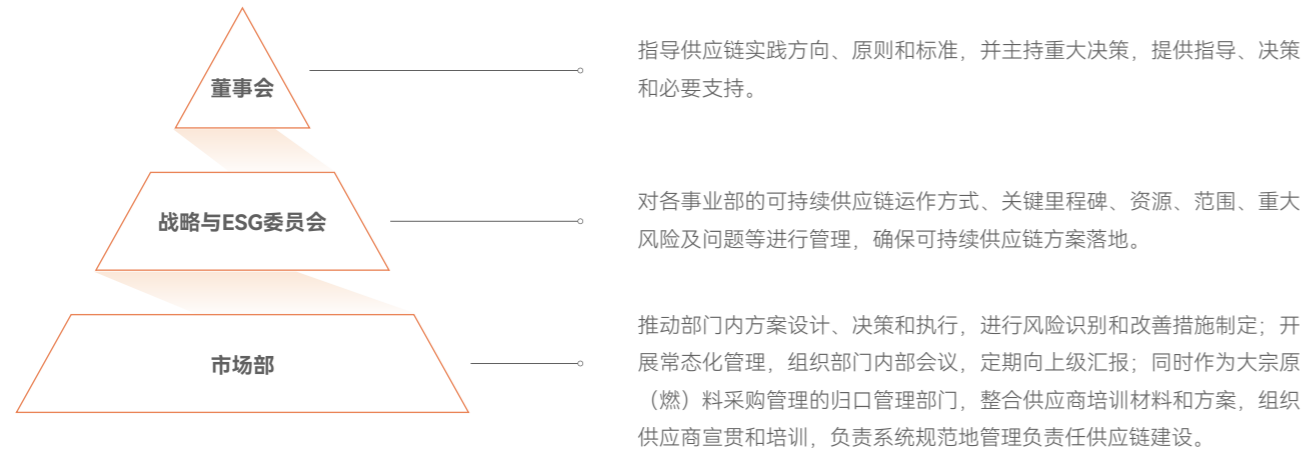 董事会
指导供应链实践方向、原则和标准，并主持重大决策，提供指导、决策
和必要支持。
战略与ESG委员会
对各事业部的可持续供应链运作方式、关键里程碑、资源、范围、重大
风险及问题等进行管理，确保可持续供应链方案落地。
市场部
推动部门内方案设计、决策和执行，进行风险识别和改善措施制定；开
展常态化管理，组织部门内部会议，定期向上级汇报；同时作为大宗原
（燃）料采购管理的归口管理部门，整合供应商培训材料和方案，组织
供应商宣贯和培训，负责系统规范地管理负责任供应链建设。